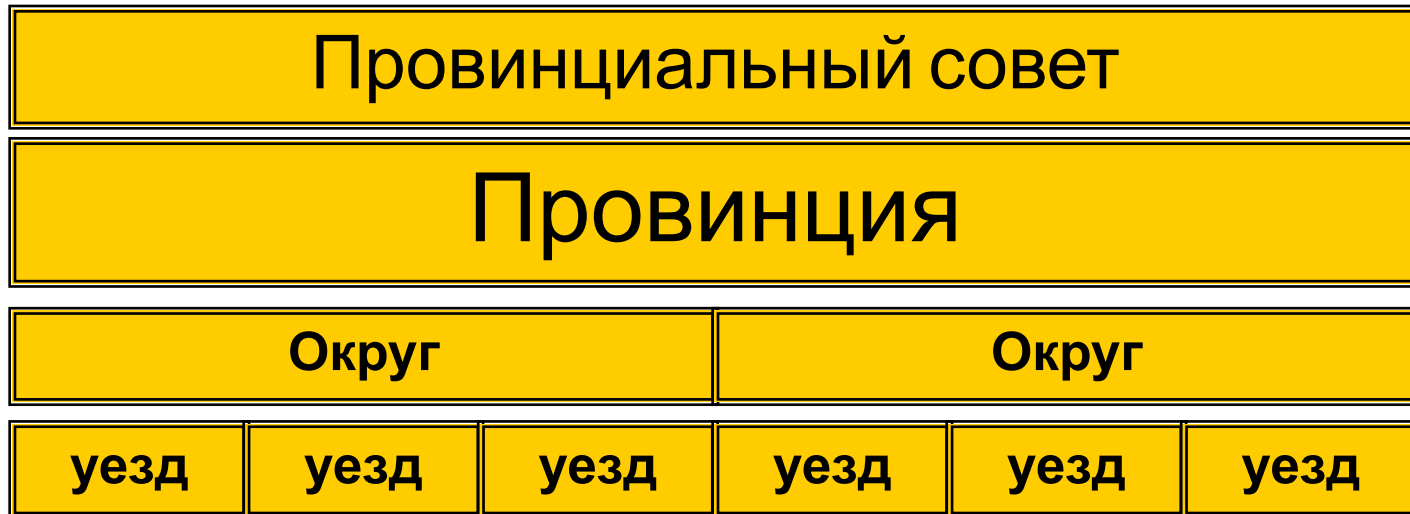 Провинциальный совет
Провинция
Округ Округ
уезд уезд уезд уезд уезд уезд